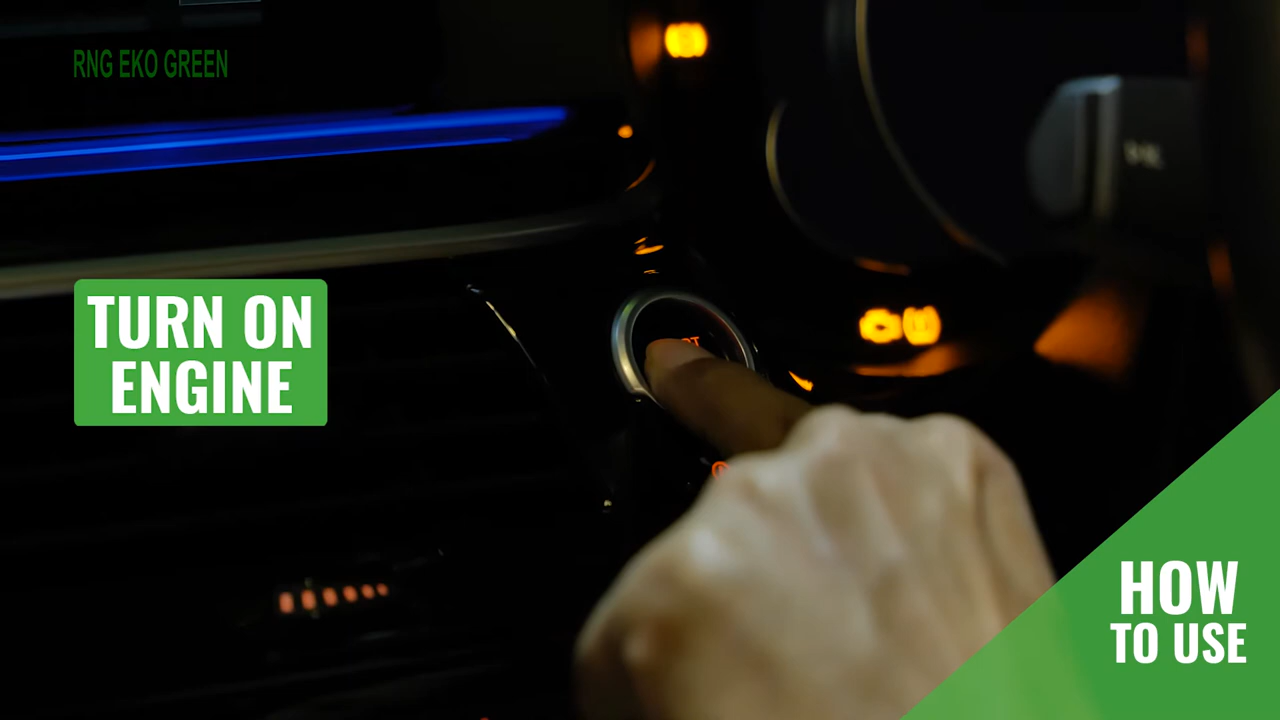 RNG EKO GREEN
TURN ON
ENGINE
HOW
TO USE